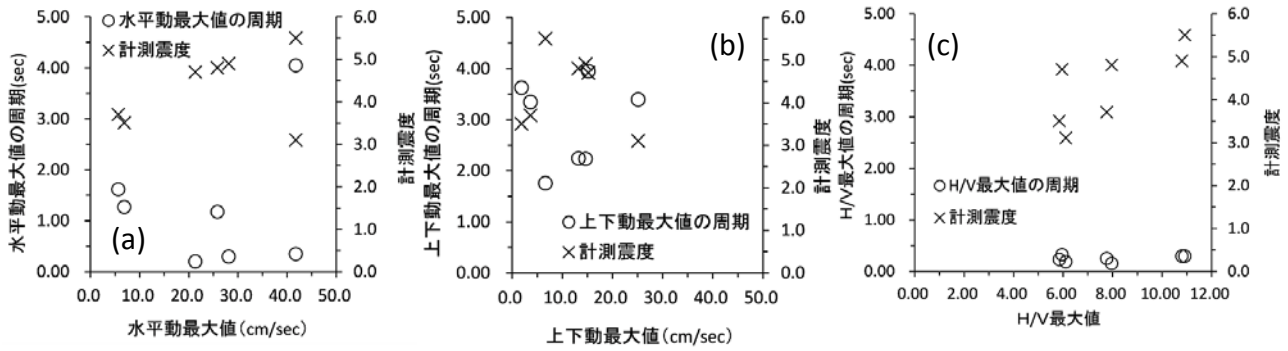 5.00
4.00
3.00
2.00
1.00
0.00
水平動最大値の周期(sec)
水平動最大値の周期
計測震度
(a)
6.0
5.0
4.0
3.0
2.0
1.0
0.0
計測震度
0.0 10.0 20.0 30.0 40.0 50.0
水平動最大値(cm/sec)
5.00
4.00
3.00
2.00
1.00
0.00
上下動最大値の周期(sec)
(b)
上下動最大値の周期
計測震度
6.0
5.0
4.0
3.0
2.0
1.0
0.0
計測震度
0.0 10.0 20.0 30.0 40.0 50.0
上下動最大値(cm/sec)
5.00
4.00
3.00
2.00
1.00
0.00
H/V最大値の周期(sec)
(c)
H/V最大値の周期
計測震度
6.0
5.0
4.0
3.0
2.0
1.0
0.0
計測震度
0.00 2.00 4.00 6.00 8.00 10.00 12.00
H/V最大値